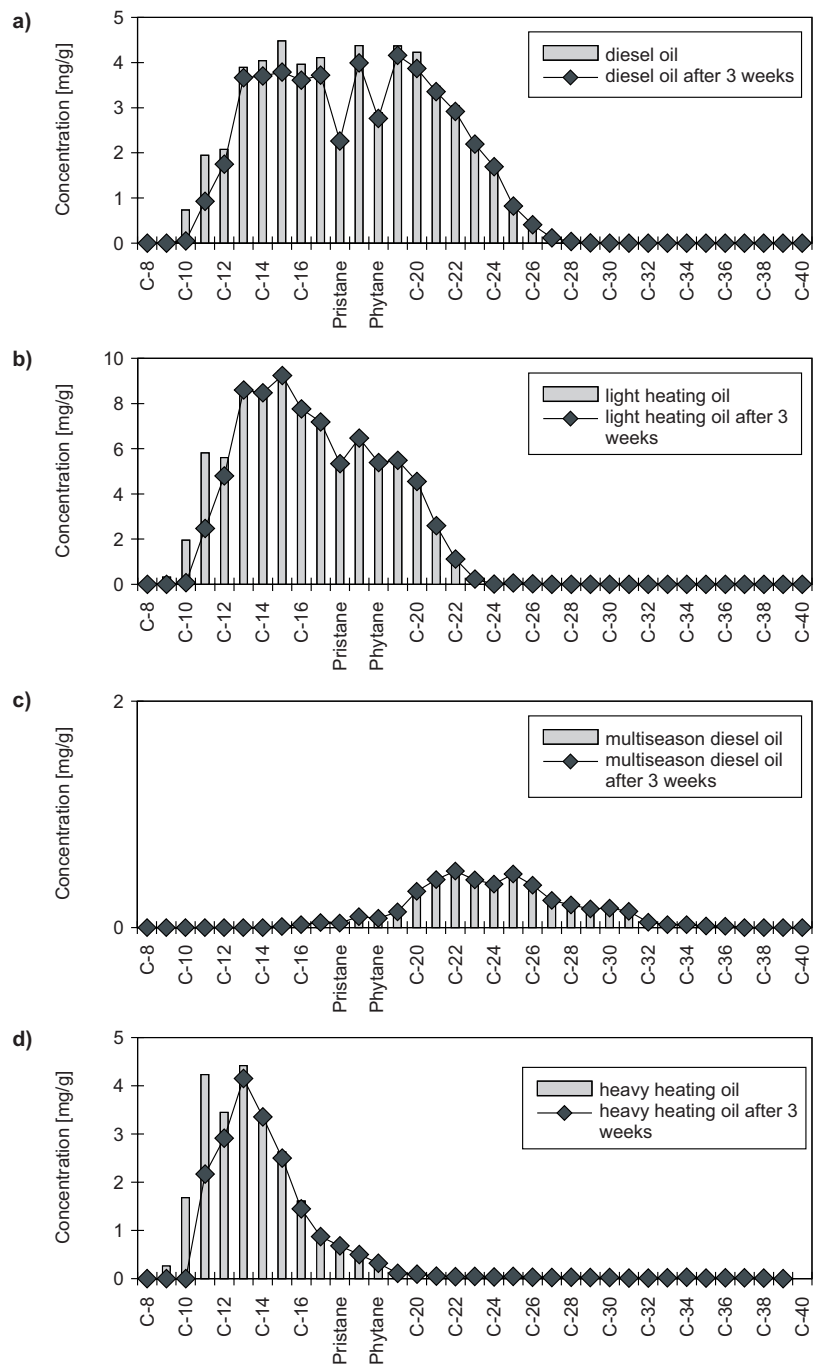 a)
5
4
3
2
1
0
Concentration [mg/g]
diesel oil
diesel oil after 3 weeks
C-8
C-10
C-12
C-14
C-16
Pristane
Phytane
C-20
C-22
C-24
C-26
C-28
C-30
C-32
C-34
C-36
C-38
C-40
b)
10
8
6
4
2
0
Concentration [mg/g]
light heating oil
light heating oil after 3
weeks
C-8
C-10
C-12
C-14
C-16
Pristane
Phytane
C-20
C-22
C-24
C-26
C-28
C-30
C-32
C-34
C-36
C-38
C-40
c)
2
0
Concentration [mg/g]
multiseason diesel oil
multiseason diesel oil
after 3 weeks
C-8
C-10
C-12
C-14
C-16
Pristane
Phytane
C-20
C-22
C-24
C-26
C-28
C-30
C-32
C-34
C-36
C-38
C-40
d)
5
4
3
2
1
0
Concentration [mg/g]
heavy heating oil
heavy heating oil after 3
weeks
C-8
C-10
C-12
C-14
C-16
Pristane
Phytane
C-20
C-22
C-24
C-26
C-28
C-30
C-32
C-34
C-36
C-38
C-40